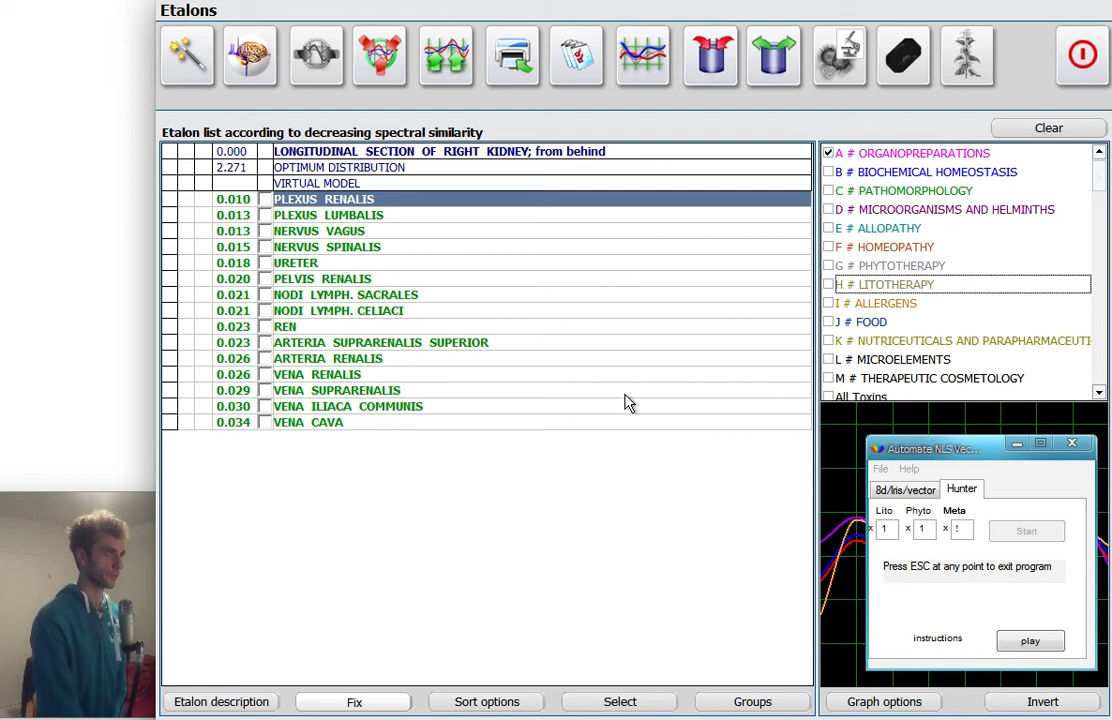 Etalons
Etalon list according to decreasing spectral similarity
Clear
0.000 LONGITUDINAL SECTION OF RIGHT KIDNEY; from behind
2.271 OPTIMUM DISTRIBUTION
VIRTUAL MODEL
0.010 PLEXUS RENALIS
0.013 PLEXUS LUMBALIS
0.013 NERVUS VAGUS
0.015 NERVUS SPINALIS
0.018 URETER
0.020 PELVIS RENALIS
0.021 NODI LYMPH. SACRALES
0.021 NODI LYMPH. CELIACI
0.023 REN
0.023 ARTERIA SUPRARENALIS SUPERIOR
0.026 ARTERIA RENALIS
0.026 VENA RENALIS
0.029 VENA SUPRARENALIS
0.030 VENA ILIACA COMMUNIS
0.034 VENA CAVA
A # ORGANOPREPARATIONS
B # BIOCHEMICAL HOMEOSTASIS
C # PATHOMORPHOLOGY
D # MICROORGANISMS AND HELMINTHS
E # ALLOPATHY
F # HOMEOPATHY
G # PHYTOTHERAPY
H # LITOTHERAPY
I # ALLERGENS
J # FOOD
K # NUTRICEUTICALS AND PARAPHARMACEUTI
L # MICROELEMENTS
M # THERAPEUTIC COSMETOLOGY
All Toxins
Automate NLS Vec...
File Help
8d/Iris/vector Hunter
Lito Phyto Meta
x 1 x 1 x ! Start
Press ESC at any point to exit program
instructions play
Etalon description Fix Sort options Select Groups Graph options Invert